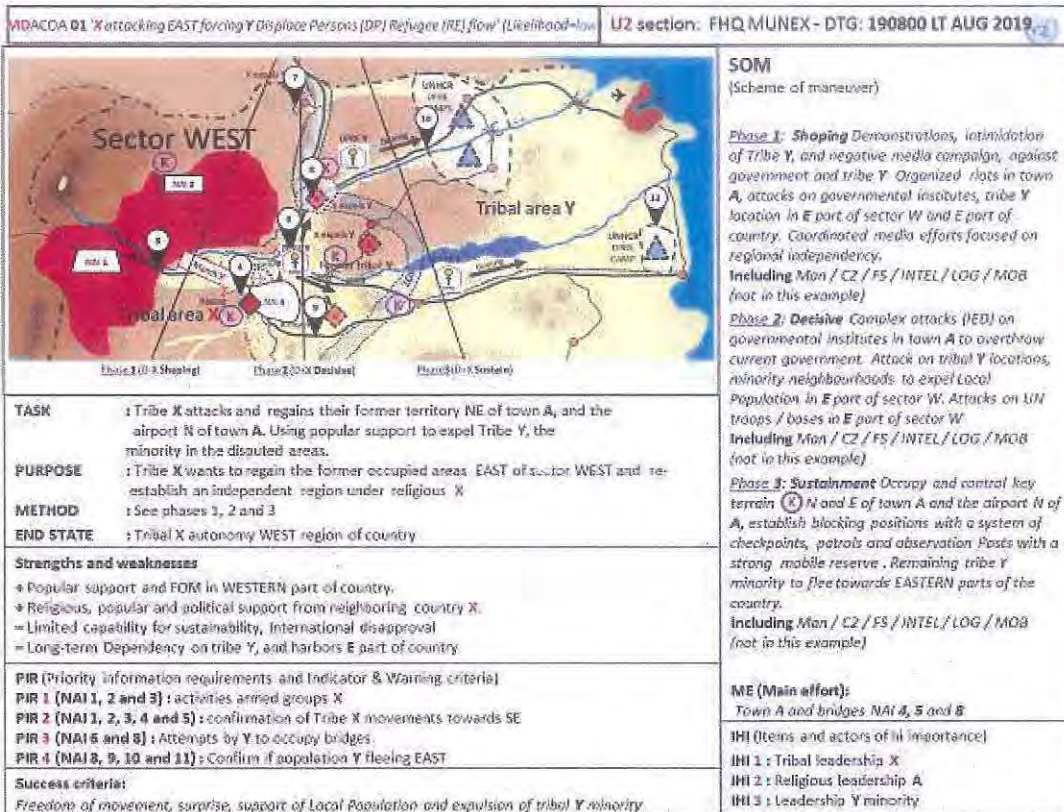 MDACOA 01 'X attacking EAST forcing Y Displace Persons (DP) Refugee (RE) flow' (Likelihood=low)
U2 section: FHQ MUNEX - DTG: 190800 LT AUG 2019
Sector WEST
Tribal area Y
Tribal area X
UNHCR
CAMP
NAI 2
NAI 1
7
10
11
Phase 1 (D-X Shaping)
Phase 2 (D+X Decisive)
Phase 3 (D+X Sustain)
TASK : Tribe X attacks and regains their former territory NE of town A, and the
airport N of town A. Using popular support to expel Tribe Y, the
minority in the disputed areas.
PURPOSE : Tribe X wants to regain the former occupied areas EAST of sector WEST and re-
establish an independent region under religious X
METHOD : See phases 1, 2 and 3
END STATE : Tribal X autonomy WEST region of country
Strengths and weaknesses
+ Popular support and FOM in WESTERN part of country.
+ Religious, popular and political support from neighboring country X.
= Limited capability for sustainability, International disapproval
= Long-term Dependency on tribe Y, and harbors E part of country
PIR (Priority information requirements and Indicator & Warning criteria)
PIR 1 (NAI 1, 2 and 3) : activities armed groups X
PIR 2 (NAI 1, 2, 3, 4 and 5) : confirmation of Tribe X movements towards SE
PIR 3 (NAI 6 and 8) : Attempts by Y to occupy bridges
PIR 4 (NAI 8, 9, 10 and 11) : Confirm if population Y fleeing EAST
Success criteria:
Freedom of movement, surprise, support of Local Population and expulsion of tribal Y minority
SOM
(Scheme of maneuver)
Phase 1: Shaping Demonstrations, intimidation
of Tribe Y, and negative media campaign, against
government and tribe Y. Organized riots in town
A, attacks on governmental institutes, tribe Y
location in E part of sector W and E part of
country. Coordinated media efforts focused on
regional independency.
Including Man / C2 / FS / INTEL / LOG / MOB
(not in this example)
Phase 2: Decisive Complex attacks (IED) on
governmental institutes in town A to overthrow
current government. Attack on tribal Y locations,
minority neighbourhoods to expel Local
Population in E part of sector W. Attacks on UN
troops / bases in E part of sector W
Including Man / C2 / FS / INTEL / LOG / MOB
(not in this example)
Phase 3: Sustainment Occupy and control key
terrain K N and E of town A and the airport N of
A, establish blocking positions with a system of
checkpoints, patrols and observation Posts with a
strong mobile reserve. Remaining tribe Y
minority to flee towards EASTERN parts of the
country.
Including Man / C2 / FS / INTEL / LOG / MOB
(not in this example)
ME (Main effort):
Town A and bridges NAI 4, 5 and 8
IHI (Items and actors of hi importance)
IHI 1 : Tribal leadership X
IHI 2 : Religious leadership A
IHI 3 : Leadership Y minority